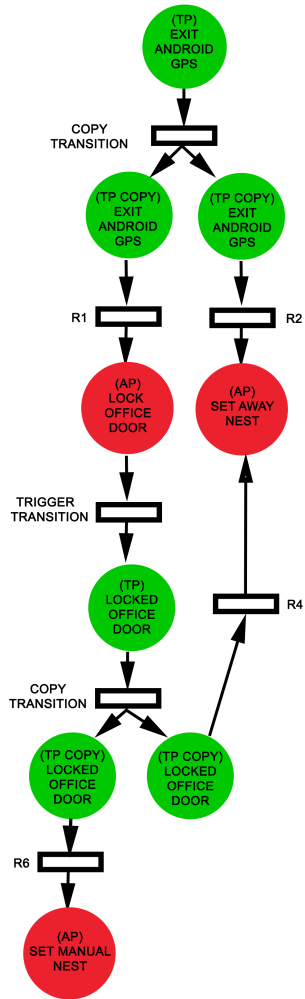 (TP)
EXIT
ANDROID
GPS
COPY
TRANSITION
(TP COPY)
EXIT
ANDROID
GPS
(TP COPY)
EXIT
ANDROID
GPS
R1
R2
(AP)
LOCK
OFFICE
DOOR
(AP)
SET AWAY
NEST
TRIGGER
TRANSITION
(TP)
LOCKED
OFFICE
DOOR
R4
COPY
TRANSITION
(TP COPY)
LOCKED
OFFICE
DOOR
(TP COPY)
LOCKED
OFFICE
DOOR
R6
(AP)
SET MANUAL
NEST